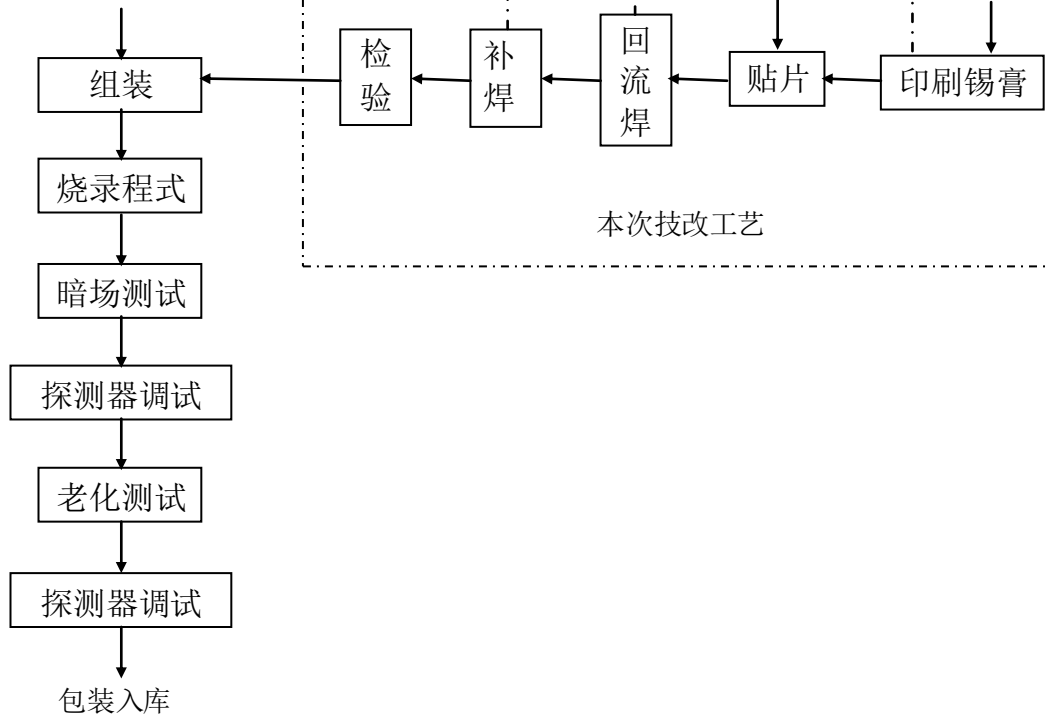 组装
检验
补焊
回流焊
贴片
印刷锡膏
烧录程式
本次技改工艺
暗场测试
探测器调试
老化测试
探测器调试
包装入库